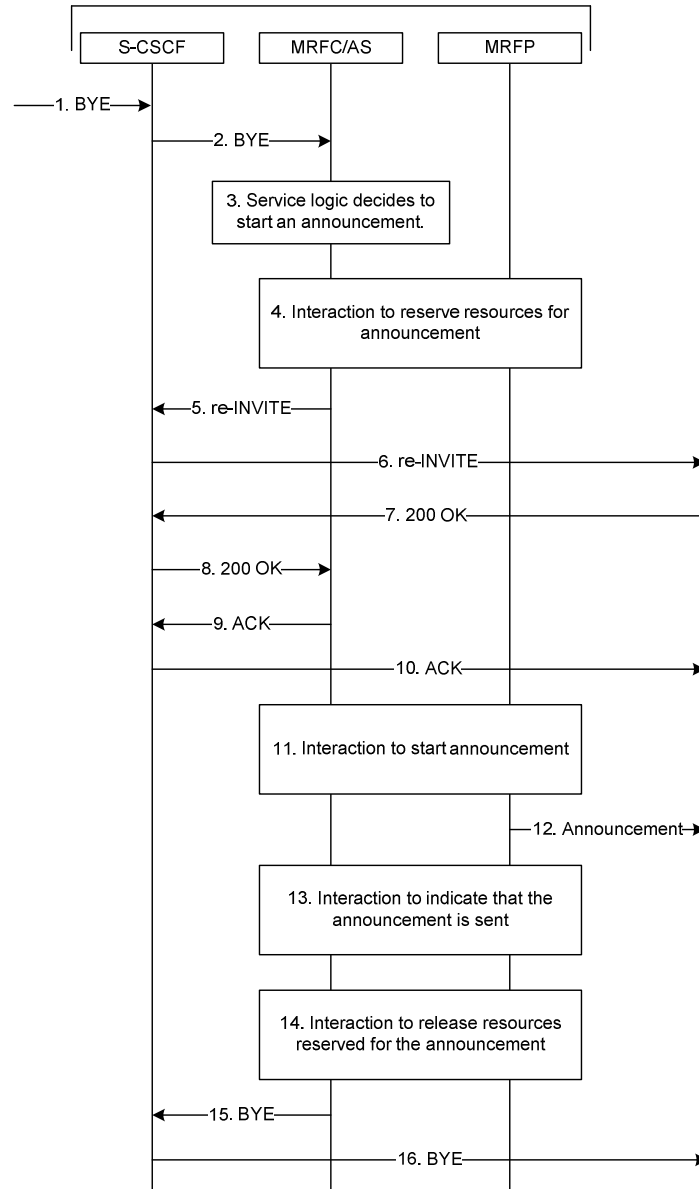 S-CSCF
MRFC/AS
MRFP
1. BYE
2. BYE
3. Service logic decides to
start an announcement.
4. Interaction to reserve resources for
announcement
5. re-INVITE
6. re-INVITE
7. 200 OK
8. 200 OK
9. ACK
10. ACK
11. Interaction to start announcement
12. Announcement
13. Interaction to indicate that the
announcement is sent
14. Interaction to release resources
reserved for the announcement
15. BYE
16. BYE